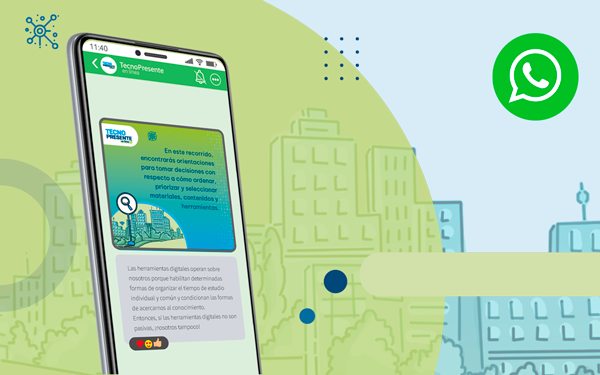 11:40
TecnoPresente
en línea
TECNO
PRESENTE
En este recorrido,
encontrarás orientaciones
para tomar decisiones con
respecto a cómo ordenar,
priorizar y seleccionar
materiales, contenidos y
herramientas.
Las herramientas digitales operan sobre
nosotros porque habilitan determinadas
formas de organizar el tiempo de estudio
individual y común y condicionan las formas
de acercarnos al conocimiento.
Entonces, si las herramientas digitales no son
pasivas, ¡nosotros tampoco!